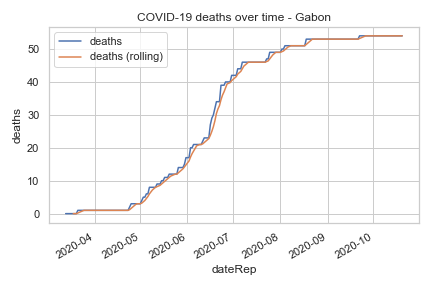 COVID-19 deaths over time - Gabon
deaths
deaths (rolling)
50
40
30
20
10
0
deaths
2020-04
2020-05
2020-06
2020-07
2020-08
2020-09
2020-10
dateRep